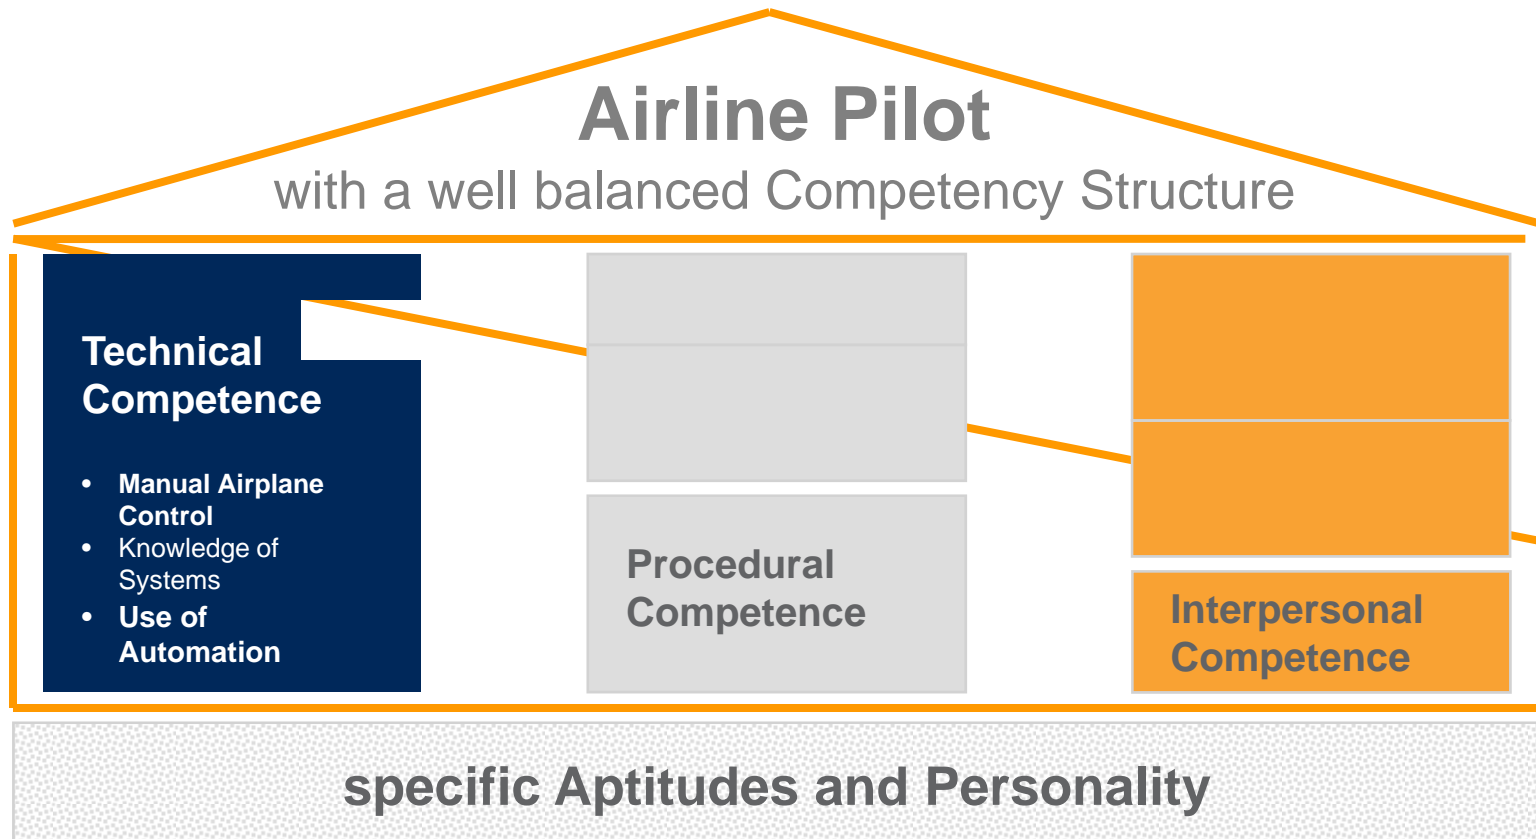 Airline Pilot
with a well balanced Competency Structure
Technical
Competence
• Manual Airplane
Control
• Knowledge of
Systems
• Use of
Automation
Procedural
Competence
Interpersonal
Competence
specific Aptitudes and Personality